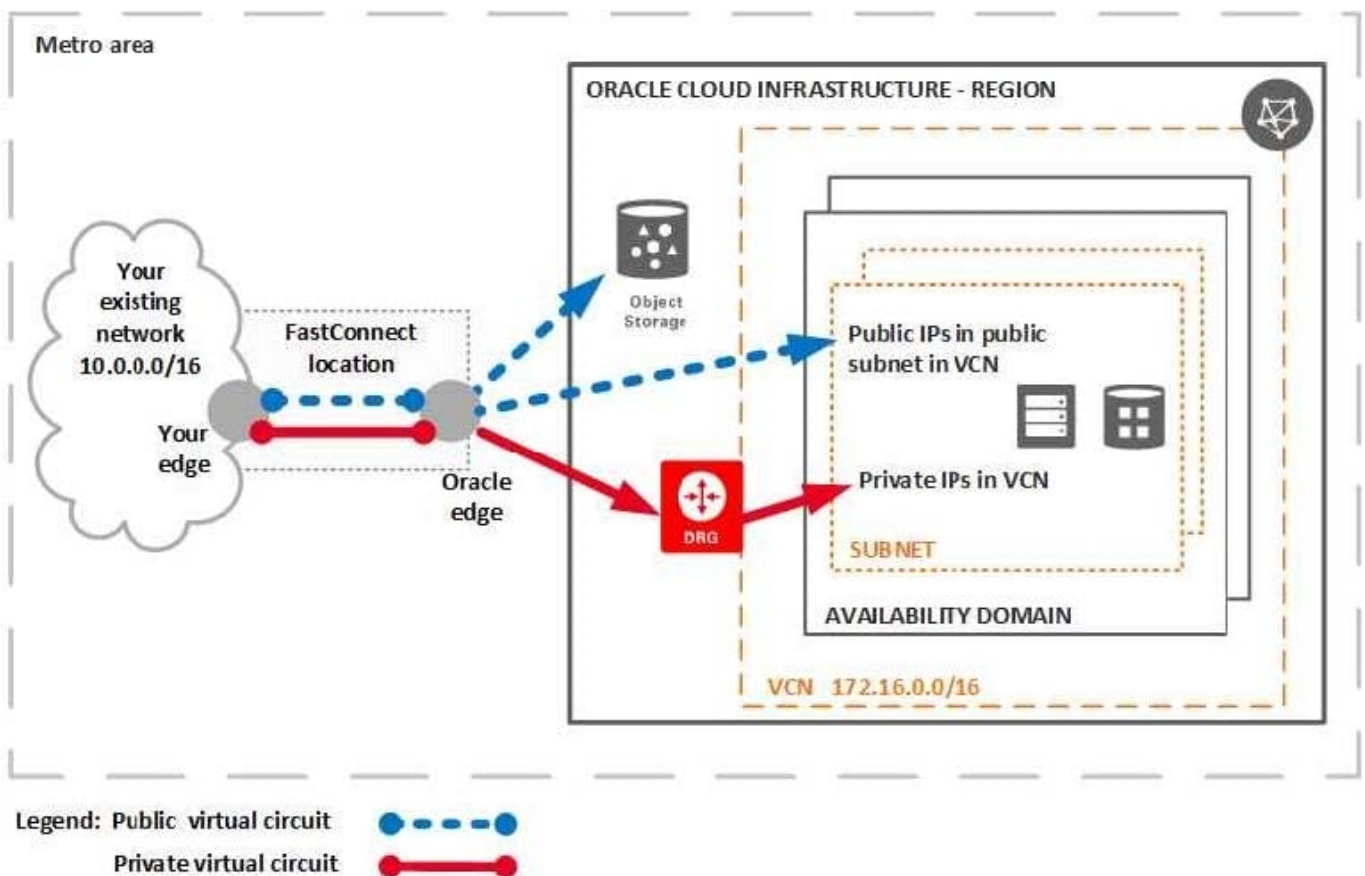 Metro area
ORACLE CLOUD INFRASTRUCTURE - REGION
Your
existing
network
10.0.0.0/16
FastConnect
location
Your
edge
Oracle
edge
Object
Storage
DRG
Public IPs in public
subnet in VCN
Private IPs in VCN
SUBNET
AVAILABILITY DOMAIN
VCN 172.16.0.0/16
Legend: Public virtual circuit
Private virtual circuit